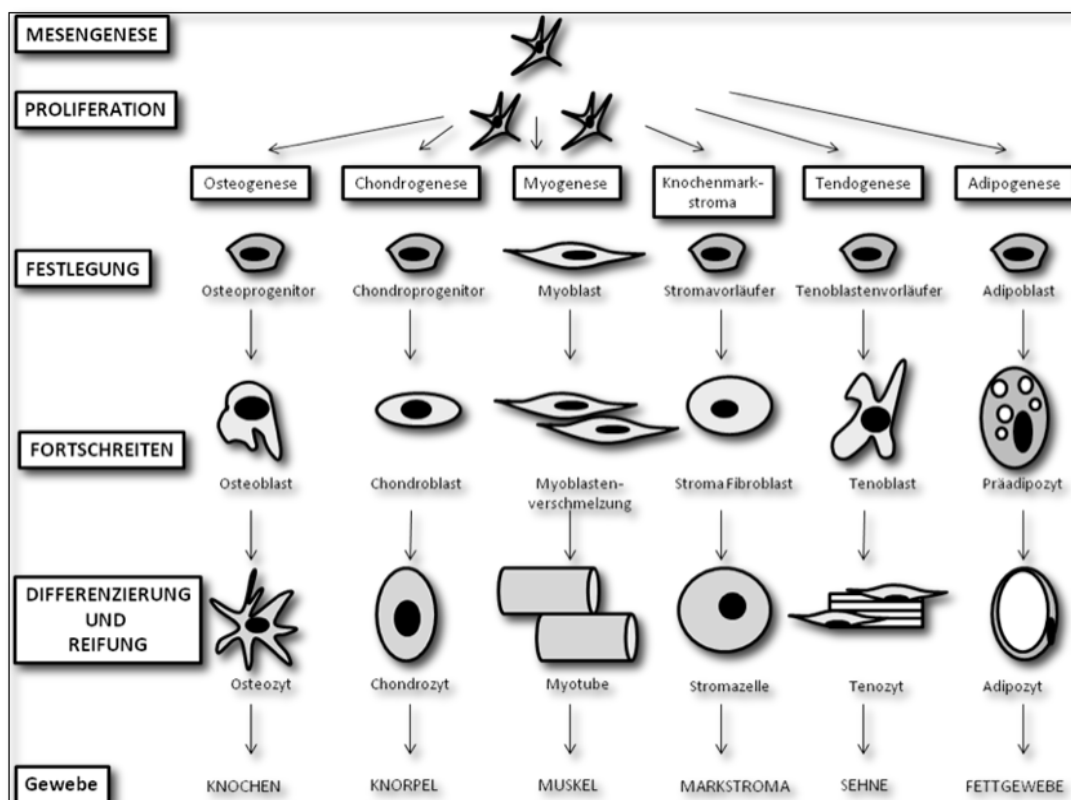 MESENGENESE
PROLIFERATION
Osteogenese
Chondrogenese
Myogenese
Knochenmark-
stroma
Tendogenese
Adipogenese
FESTLEGUNG
Osteoprogenitor
Chondroprogenitor
Myoblast
Stromavorläufer
Tenoblastenvorläufer
Adipoblast
FORTSCHREITEN
Osteoblast
Chondroblast
Myoblasten-
verschmelzung
Stroma Fibroblast
Tenoblast
Präadipozyt
DIFFERENZIERUNG
UND
REIFUNG
Osteozyt
Chondrozyt
Myotube
Stromazelle
Tenozyt
Adipozyt
Gewebe
KNOCHEN
KNORPEL
MUSKEL
MARKSTROMA
SEHNE
FETTGEWEBE